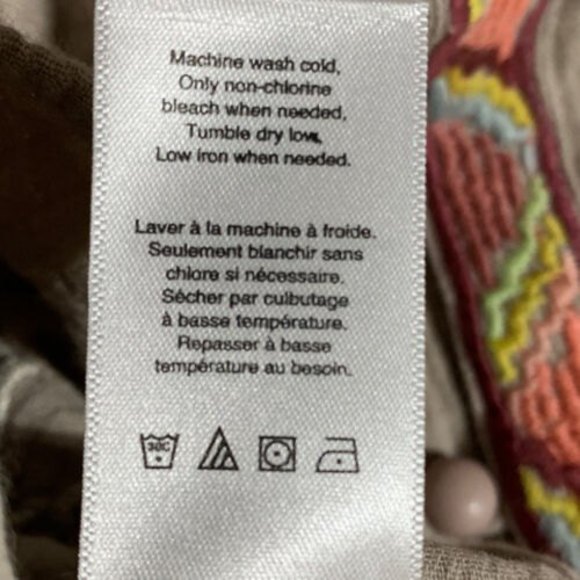 Machine wash cold,
Only non-chlorine
bleach when needed,
Tumble dry low,
Low iron when needed.
Laver à la machine à froide.
Seulement blanchir sans
chlore si nécessaire.
Sécher par culbutage
à basse température.
Repasser à basse
température au besoin.
30C